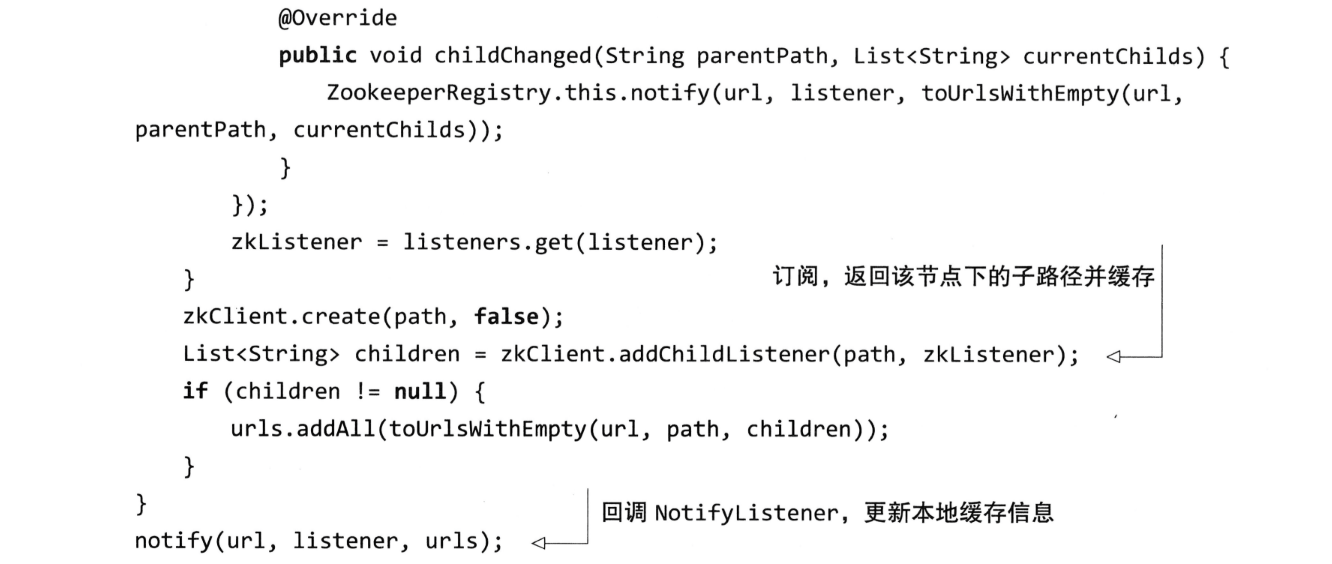 @Override
public void childChanged(String parentPath, List<String> currentChilds) {
ZookeeperRegistry.this.notify(url, listener, toUrlsWithEmpty(url,
parentPath, currentChilds));
}
});
zkListener = listeners.get(listener);
}
订阅，返回该节点下的子路径并缓存
zkClient.create(path, false);
List<String> children = zkClient.addChildListener(path, zkListener);
if (children != null) {
urls.addAll(toUrlsWithEmpty(url, path, children));
}
}
回调 NotifyListener，更新本地缓存信息
notify(url, listener, urls);